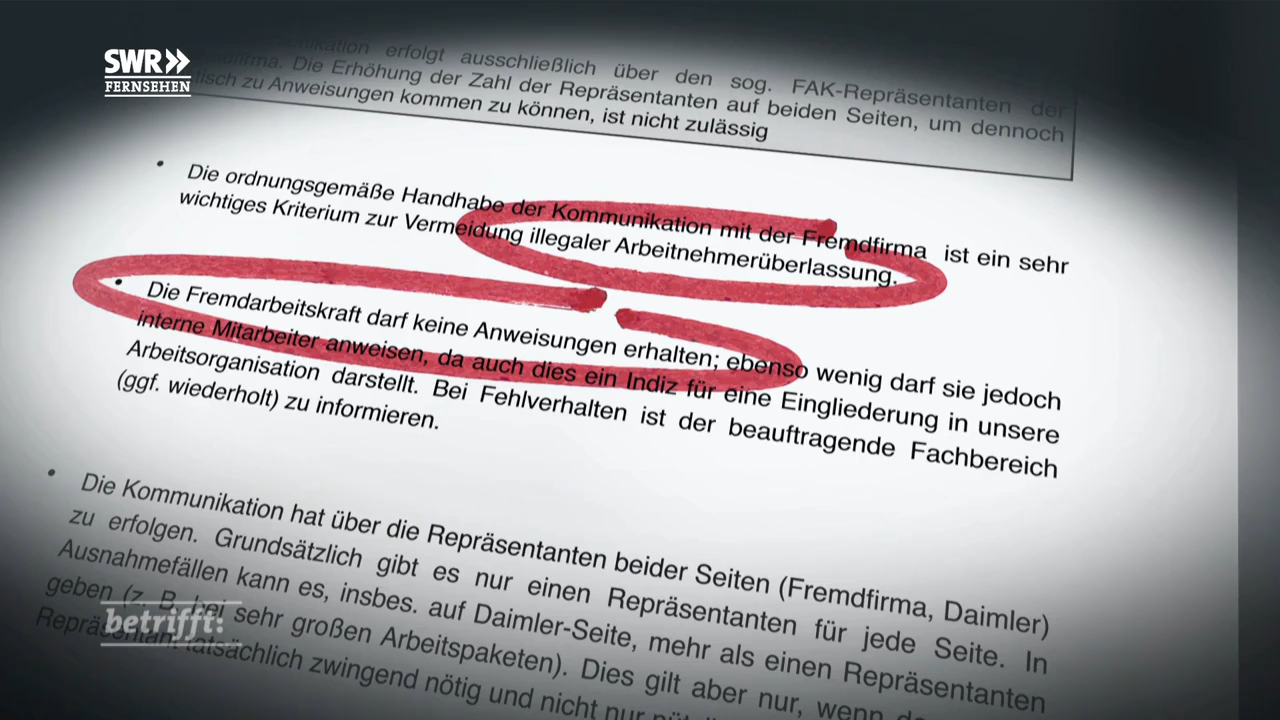 SWR»
FERNSEHEN
erfolgt ausschließlich über den sog. FAK-Repräsentanten der
Die Erhöhung der Zahl der Repräsentanten auf beiden Seiten, um dennoch
zu Anweisungen kommen zu können, ist nicht zulässig
• Die ordnungsgemäße Handhabe der Kommunikation mit der Fremdfirma ist ein sehr
wichtiges Kriterium zur Vermeidung illegaler Arbeitnehmerüberlassung.
• Die Fremdarbeitskraft darf keine Anweisungen erhalten; ebenso wenig darf sie jedoch
interne Mitarbeiter anweisen, da auch dies ein Indiz für eine Eingliederung in unsere
Arbeitsorganisation darstellt. Bei Fehlverhalten ist der beauftragende Fachbereich
(ggf. wiederholt) zu informieren.
• Die Kommunikation hat über die Repräsentanten beider Seiten (Fremdfirma, Daimler)
zu erfolgen. Grundsätzlich gibt es nur einen Repräsentanten für jede Seite. In
Ausnahmefällen kann es, insbes. auf Daimler-Seite, mehr als einen Repräsentanten
geben (z. B. bei sehr großen Arbeitspaketen). Dies gilt aber nur, wenn
tatsächlich zwingend nötig und nicht nur
betrifft: